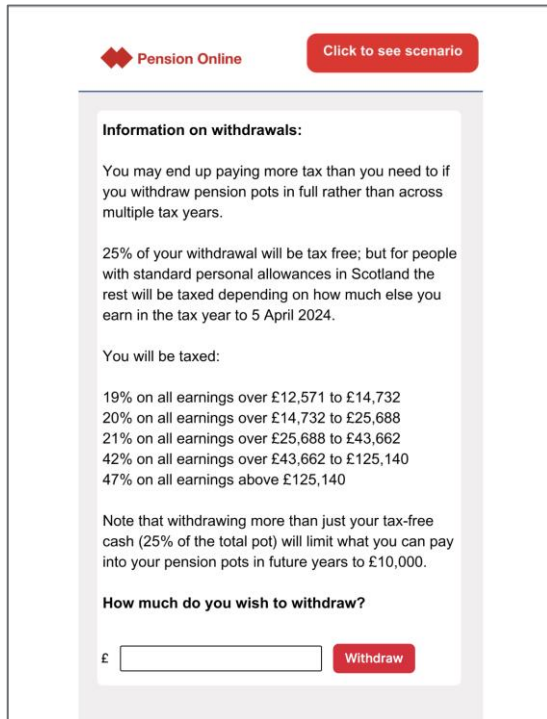 Pension Online
Click to see scenario
Information on withdrawals:
You may end up paying more tax than you need to if
you withdraw pension pots in full rather than across
multiple tax years.
25% of your withdrawal will be tax free; but for people
with standard personal allowances in Scotland the
rest will be taxed depending on how much else you
earn in the tax year to 5 April 2024.
You will be taxed:
19% on all earnings over £12,571 to £14,732
20% on all earnings over £14,732 to £25,688
21% on all earnings over £25,688 to £43,662
42% on all earnings over £43,662 to £125,140
47% on all earnings above £125,140
Note that withdrawing more than just your tax-free
cash (25% of the total pot) will limit what you can pay
into your pension pots in future years to £10,000.
How much do you wish to withdraw?
£
Withdraw